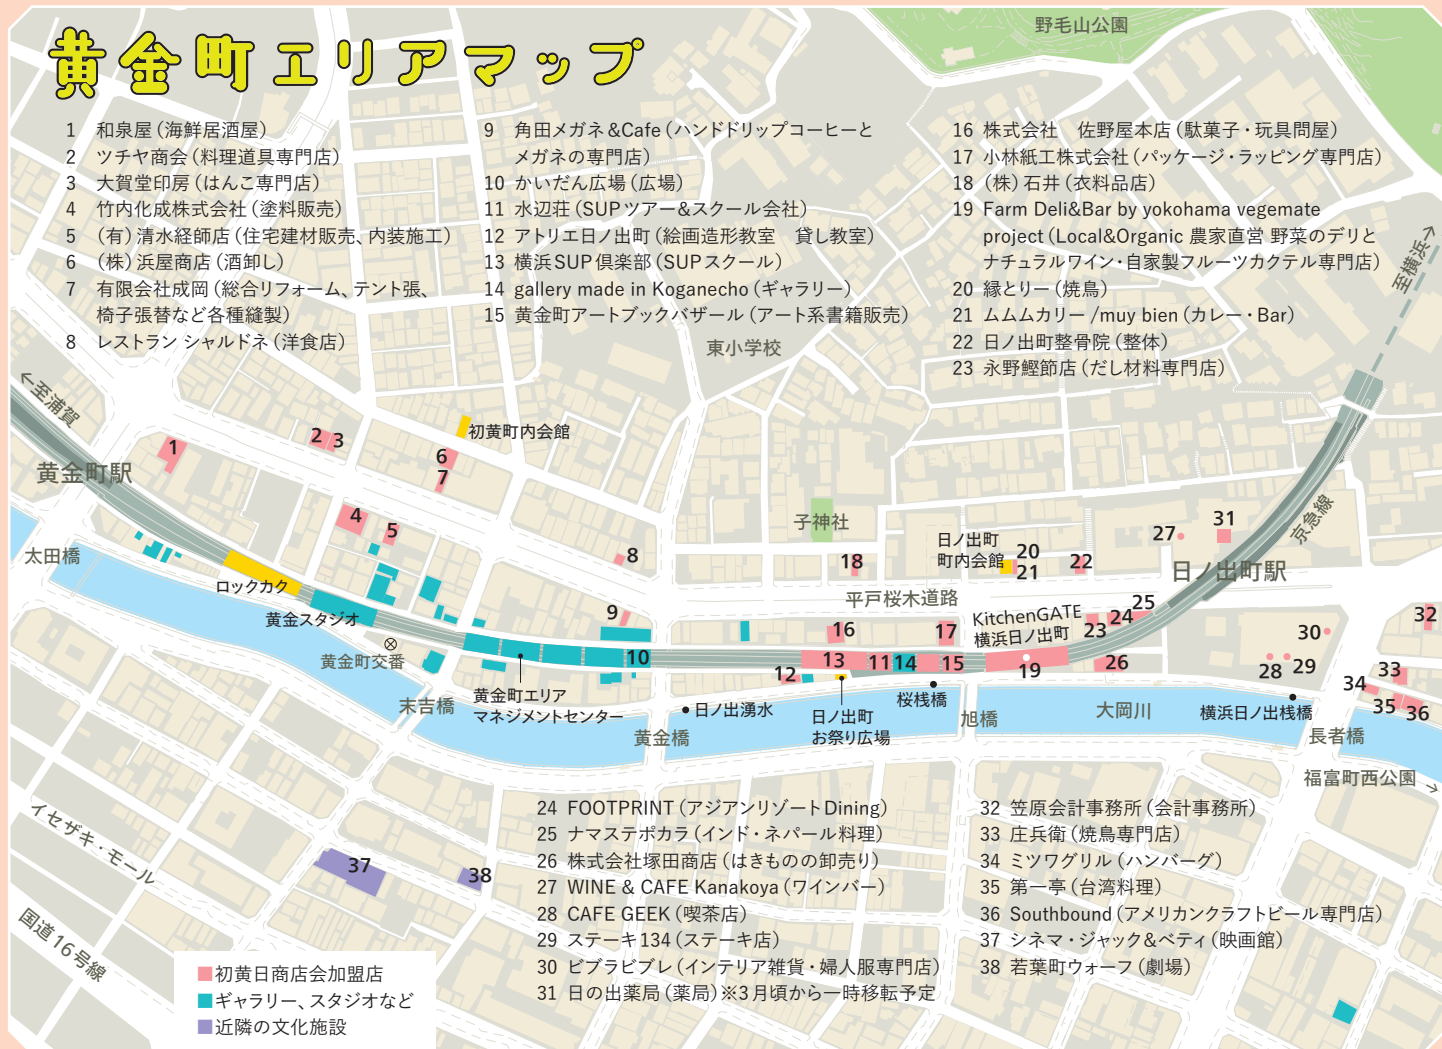 黄金町エリアマップ
1 和泉屋（海鮮居酒屋）
2 ツチヤ商会（料理道具専門店）
3 大賀堂印房（はんこ専門店）
4 竹内化成株式会社（塗料販売）
5 （有）清水経師店（住宅建材販売、内装施工）
6 （株）浜屋商店（酒卸し）
7 有限会社成岡（総合リフォーム、テント張、
椅子張替など各種縫製）
8 レストラン シャルドネ（洋食店）
9 角田メガネ&Cafe（ハンドドリップコーヒーと
メガネの専門店）
10 かいだん広場（広場）
11 水辺荘（SUPツアー&スクール会社）
12 アトリエ日ノ出町（絵画造形教室　貸し教室）
13 横浜SUP倶楽部（SUPスクール）
14 gallery made in Koganecho（ギャラリー）
15 黄金町アートブックバザール（アート系書籍販売）
16 株式会社　佐野屋本店（駄菓子・玩具問屋）
17 小林紙工株式会社（パッケージ・ラッピング専門店）
18 （株）石井（衣料品店）
19 Farm Deli&Bar by yokohama vegemate
project（Local&Organic 農家直営 野菜のデリと
ナチュラルワイン・自家製フルーツカクテル専門店）
20 縁とりー（焼鳥）
21 ムムムカリー/muy bien（カレー・Bar）
22 日ノ出町整骨院（整体）
23 永野鰹節店（だし材料専門店）
野毛山公園
至横浜→
東小学校
←至浦賀
黄金町駅
1
2
3
初黄町内会館
6
7
4
5
8
9
太田橋
ロックカク
黄金スタジオ
黄金町交番
末吉橋
黄金町エリア
マネジメントセンター
10
日ノ出湧水
黄金橋
子神社
18
日ノ出町
町内会館
20
21
22
27
31
京急線
日ノ出町駅
平戸桜木道路
KitchenGATE
横浜日ノ出町
23
24
25
16
17
12
13
11
14
15
19
26
日ノ出町
お祭り広場
桜桟橋
旭橋
大岡川
横浜日ノ出桟橋
28
29
30
32
33
34
35
36
長者橋
福富町西公園
→
イセザキ・モール
国道16号線
37
38
24 FOOTPRINT（アジアンリゾートDining）
25 ナマステポカラ（インド・ネパール料理）
26 株式会社塚田商店（はきものの卸売り）
27 WINE & CAFE Kanakoya（ワインバー）
28 CAFE GEEK（喫茶店）
29 ステーキ134（ステーキ店）
30 ビブラビブレ（インテリア雑貨・婦人服専門店）
31 日の出薬局（薬局）※3月頃から一時移転予定
32 笠原会計事務所（会計事務所）
33 庄兵衛（焼鳥専門店）
34 ミツワグリル（ハンバーグ）
35 第一亭（台湾料理）
36 Southbound（アメリカンクラフトビール専門店）
37 シネマ・ジャック&ベティ（映画館）
38 若葉町ウォーフ（劇場）
初黄日商店会加盟店
ギャラリー、スタジオなど
近隣の文化施設